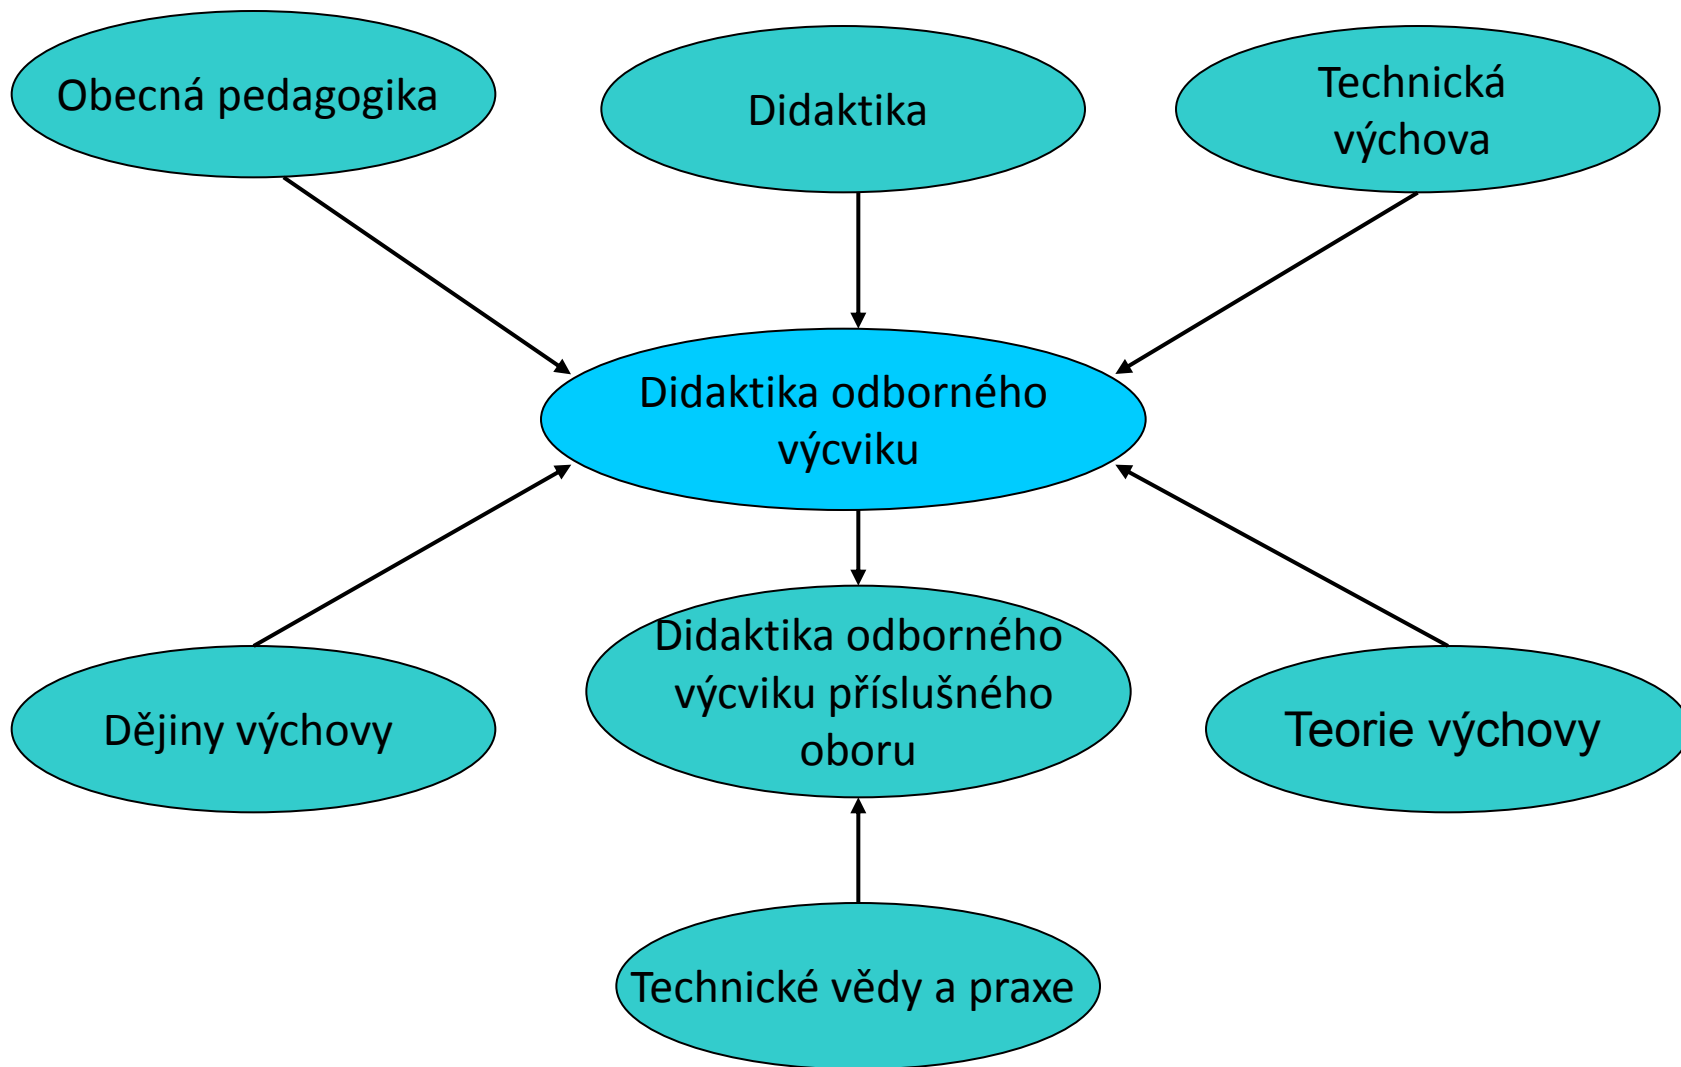 Obecná pedagogika
Didaktika
Technická
výchova
Didaktika odborného
výcviku
Didaktika odborného
výcviku příslušného
oboru
Dějiny výchovy
Teorie výchovy
Technické vědy a praxe